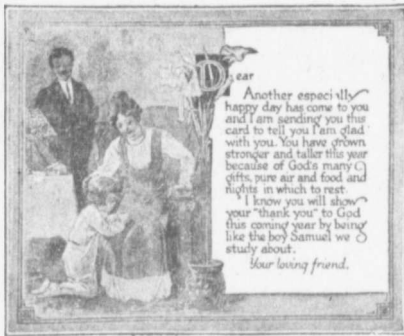 Dear
Another especially
happy day has come to you
and I am sending you this
card to tell you I am glad
with you. You have grown
stronger and taller this year
because of God's many
gifts, pure air and food and
nights in which to rest.
I know you will show
your "thank you" to God
this coming year by being
like the boy Samuel we
study about.
Your loving friend.